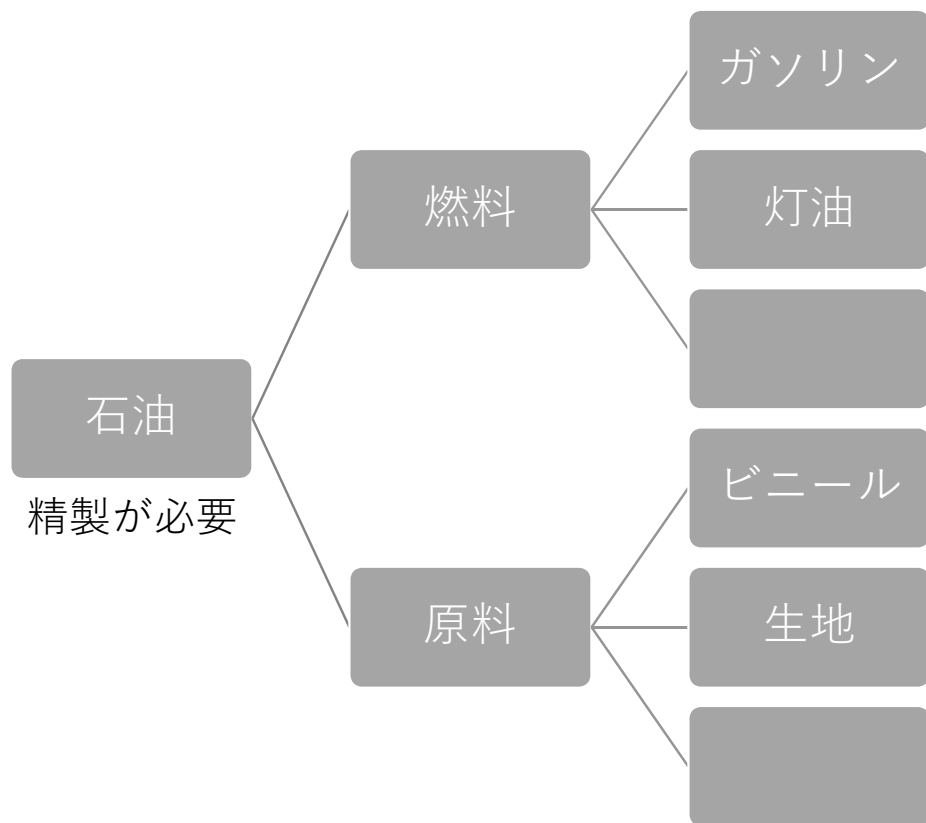 ガソリン
燃料
灯油
石油
精製が必要
ビニール
原料
生地